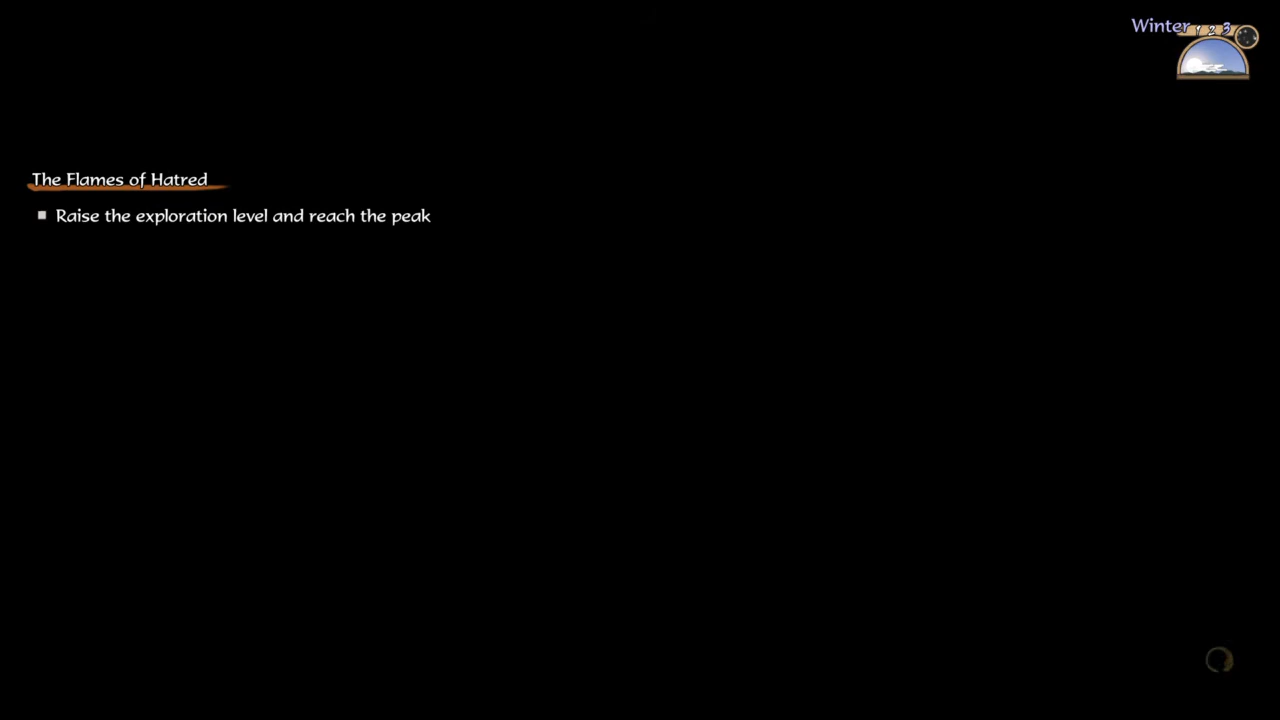 Winter 1 2 3
The Flames of Hatred
Raise the exploration level and reach the peak